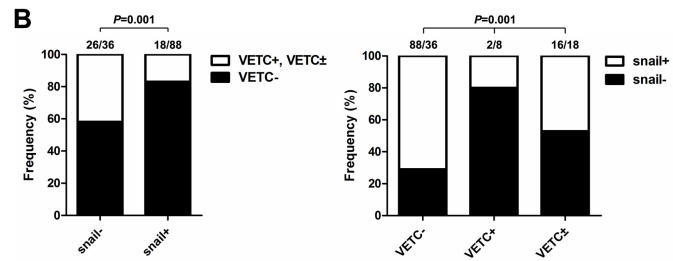 B
P=0.001
26/36 18/88
100
80
60
40
20
0
Frequency (%)
snail-
snail+
VETC+, VETC±
VETC-
P=0.001
88/36 2/8 16/18
100
80
60
40
20
0
Frequency (%)
VETC-
VETC+
VETC±
snail+
snail-